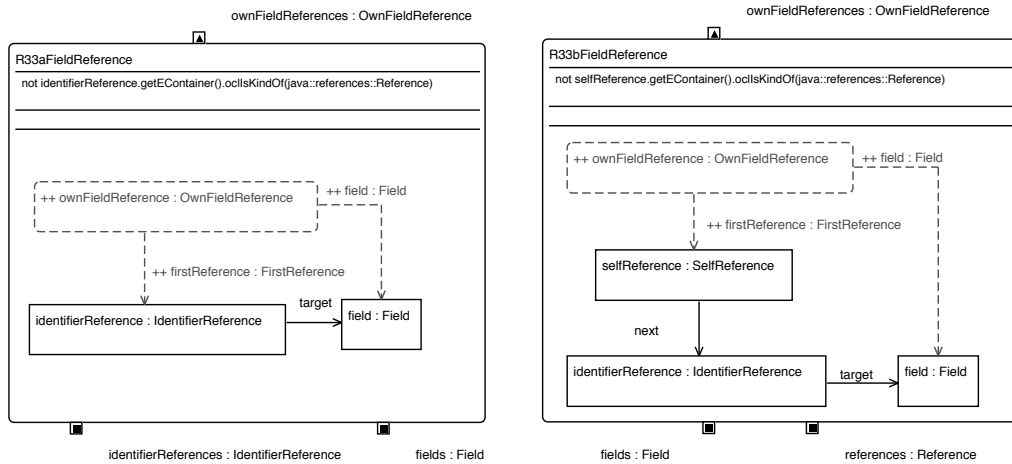 ownFieldReferences : OwnFieldReference
R33aFieldReference
not identifierReference.getEContainer().oclIsKindOf(java::references::Reference)
++ ownFieldReference : OwnFieldReference
++ field : Field
++ firstReference : FirstReference
target
identifierReference : IdentifierReference
field : Field
identifierReferences : IdentifierReference
fields : Field
ownFieldReferences : OwnFieldReference
R33bFieldReference
not selfReference.getEContainer().oclIsKindOf(java::references::Reference)
++ ownFieldReference : OwnFieldReference
++ field : Field
++ firstReference : FirstReference
selfReference : SelfReference
next
identifierReference : IdentifierReference
target
field : Field
fields : Field
references : Reference